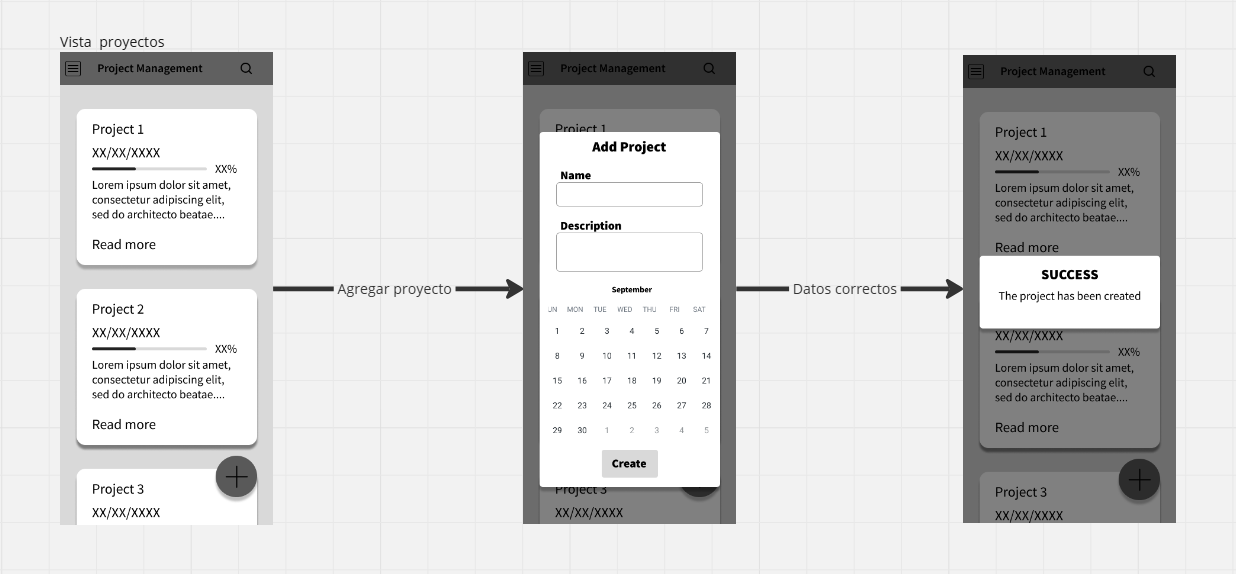 Vista proyectos
Project Management
Project 1
XX/XX/XXXX
XX%
Lorem ipsum dolor sit amet,
consectetur adipiscing elit,
sed do architecto beatae....
Read more
Project 2
XX/XX/XXXX
XX%
Lorem ipsum dolor sit amet,
consectetur adipiscing elit,
sed do architecto beatae....
Read more
Project 3
XX/XX/XXXX
Agregar proyecto
Project Management
Project 1
Add Project
Name
Description
September
UN MON TUE WED THU FRI SAT
1 2 3 4 5 6 7
8 9 10 11 12 13 14
15 16 17 18 19 20 21
22 23 24 25 26 27 28
29 30 1 2 3 4 5
Create
Project 3
XX/XX/XXXX
Datos correctos
Project Management
Project 1
XX/XX/XXXX
XX%
Lorem ipsum dolor sit amet,
consectetur adipiscing elit,
sed do architecto beatae....
Read more
SUCCESS
The project has been created
XX/XX/XXXX
XX%
Lorem ipsum dolor sit amet,
consectetur adipiscing elit,
sed do architecto beatae....
Read more
Project 3
XX/XX/XXXX